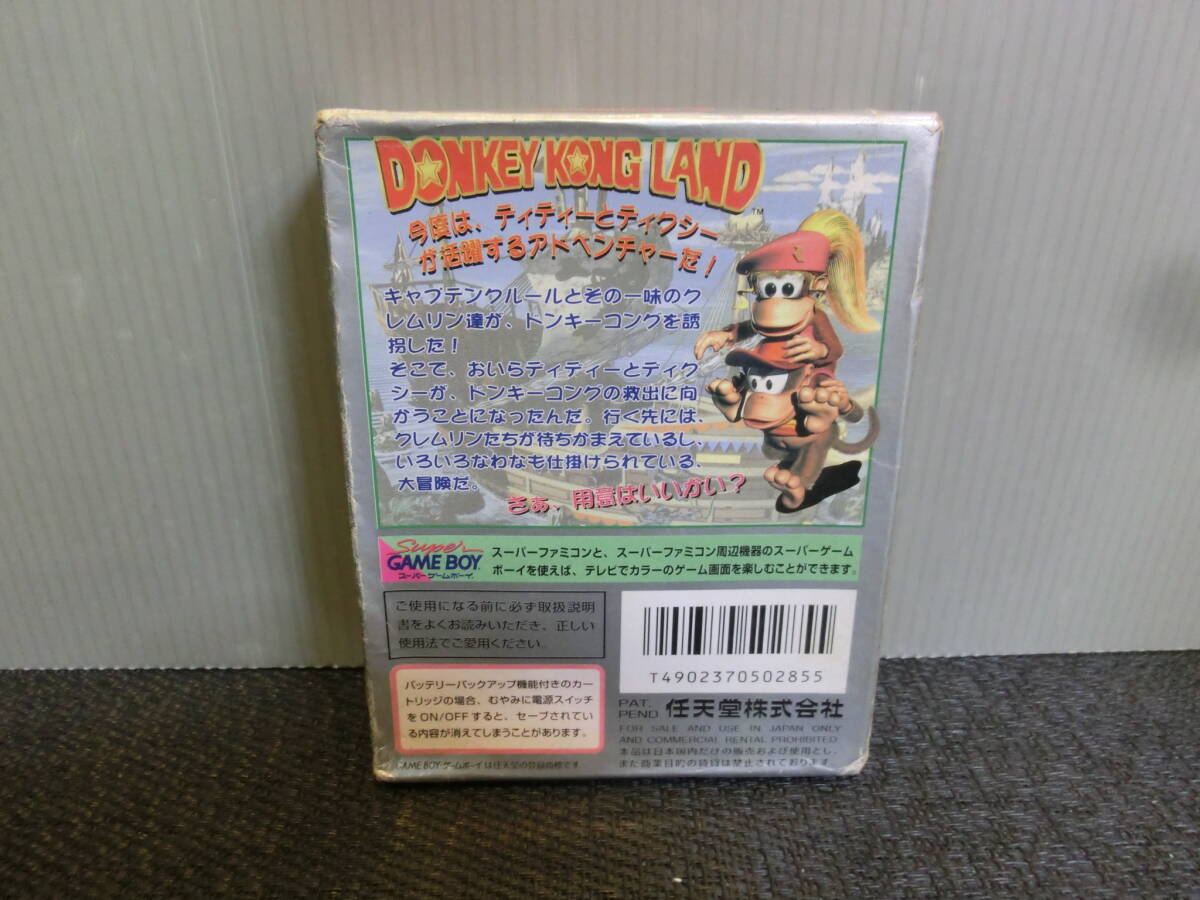 DONKEY KONG LAND
TM
今度は、ディディーとディクシー
が活躍するアドベンチャーだ！
キャプテンクルールとその一味のク
レムリン達が、ドンキーコングを誘
拐した！
そこで、おいらディディーとディク
シーが、ドンキーコングの救出に向
かうことになったんだ。行く先には、
クレムリンたちが待ちかまえているし、
いろいろなわなも仕掛けられている、
大冒険だ。
さぁ、用意はいいかい？
Super
GAME BOY
スーパーゲームボーイ
スーパーファミコンと、スーパーファミコン周辺機器のスーパーゲーム
ボーイを使えば、テレビでカラーのゲーム画面を楽しむことができます。
ご使用になる前に必ず取扱説明
書をよくお読みいただき、正しい
使用法でご愛用ください。
バッテリーバックアップ機能付きのカー
トリッジの場合、むやみに電源スイッチ
をON/OFFすると、セーブされてい
る内容が消えてしまうことがあります。
GAME BOY・ゲームボーイは任天堂の登録商標です。
T4902370502855
PAT.
PEND. 任天堂株式会社
FOR SALE AND USE IN JAPAN ONLY
AND COMMERCIAL RENTAL PROHIBITED.
本品は日本国内だけの販売および使用とし、
また商業目的の賃貸は禁止されております。